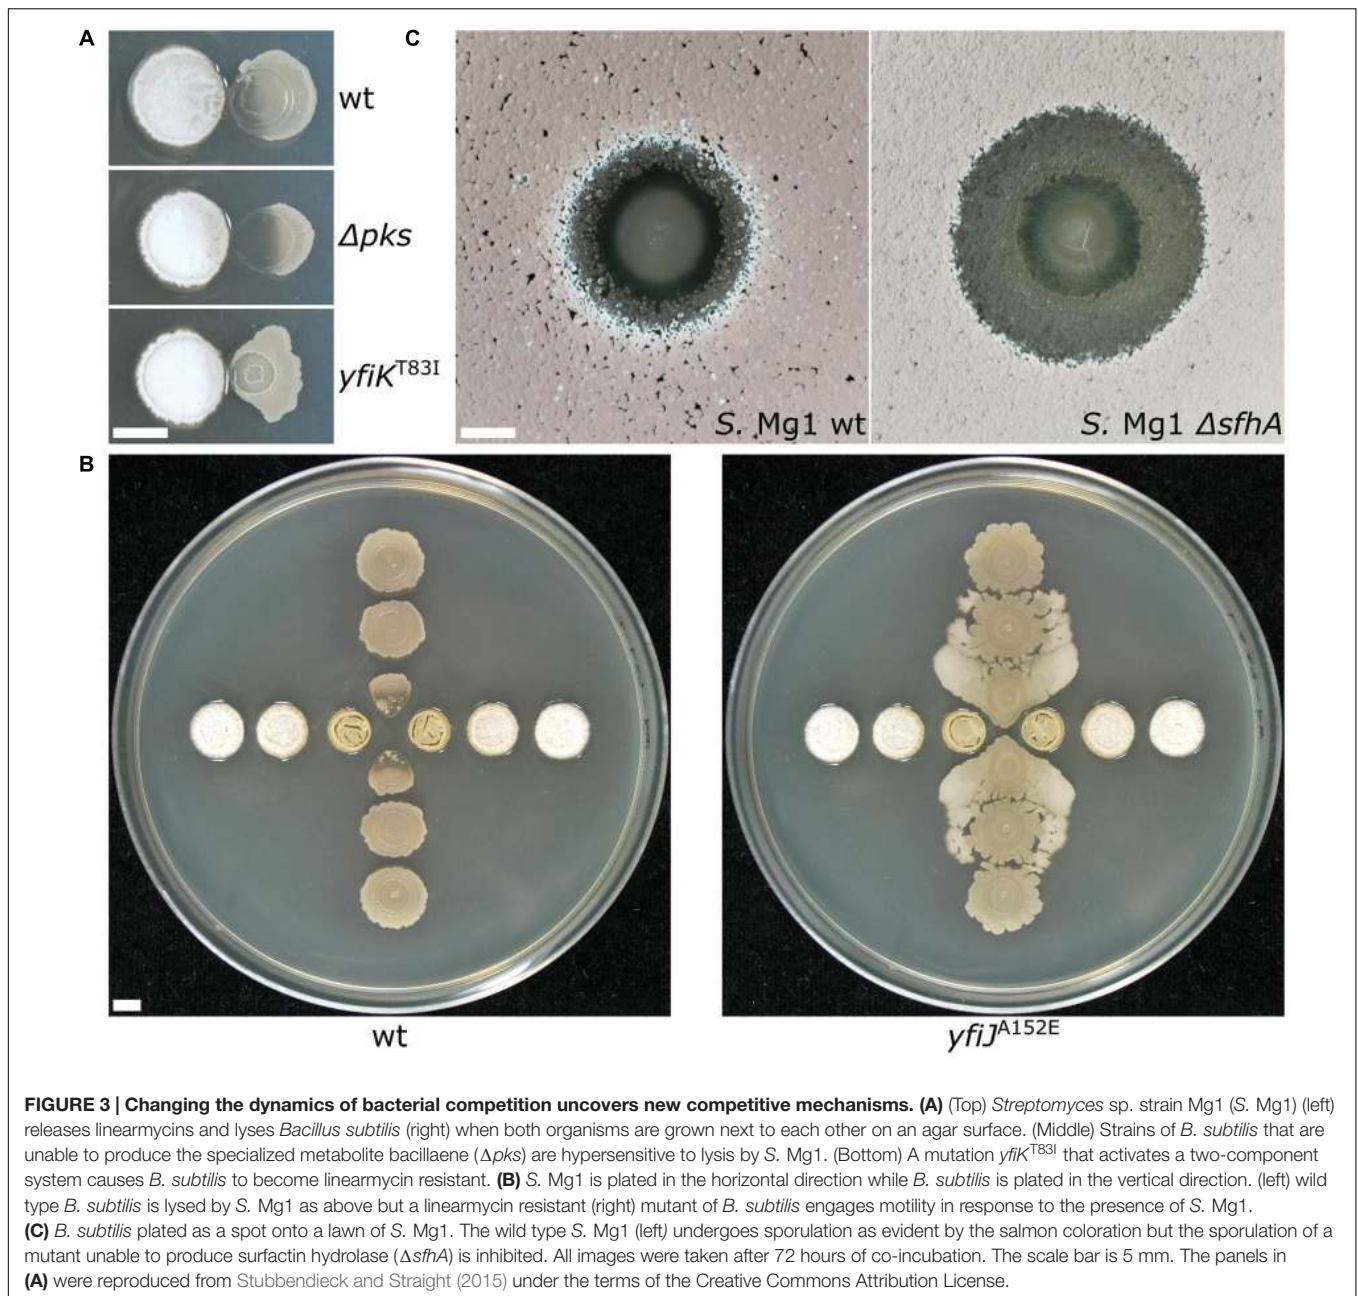 A
C
wt
Δpks
yfiK^T83I
S. Mg1 wt
S. Mg1 ΔsfhA
B
wt
yfiJ^A152E
FIGURE 3 | Changing the dynamics of bacterial competition uncovers new competitive mechanisms. (A) (Top) Streptomyces sp. strain Mg1 (S. Mg1) (left)
releases linearmycins and lyses Bacillus subtilis (right) when both organisms are grown next to each other on an agar surface. (Middle) Strains of B. subtilis that are
unable to produce the specialized metabolite bacillaene (Δpks) are hypersensitive to lysis by S. Mg1. (Bottom) A mutation yfiK^T83I that activates a two-component
system causes B. subtilis to become linearmycin resistant. (B) S. Mg1 is plated in the horizontal direction while B. subtilis is plated in the vertical direction. (left) wild
type B. subtilis is lysed by S. Mg1 as above but a linearmycin resistant (right) mutant of B. subtilis engages motility in response to the presence of S. Mg1.
(C) B. subtilis plated as a spot onto a lawn of S. Mg1. The wild type S. Mg1 (left) undergoes sporulation as evident by the salmon coloration but the sporulation of a
mutant unable to produce surfactin hydrolase (ΔsfhA) is inhibited. All images were taken after 72 hours of co-incubation. The scale bar is 5 mm. The panels in
(A) were reproduced from Stubbendieck and Straight (2015) under the terms of the Creative Commons Attribution License.